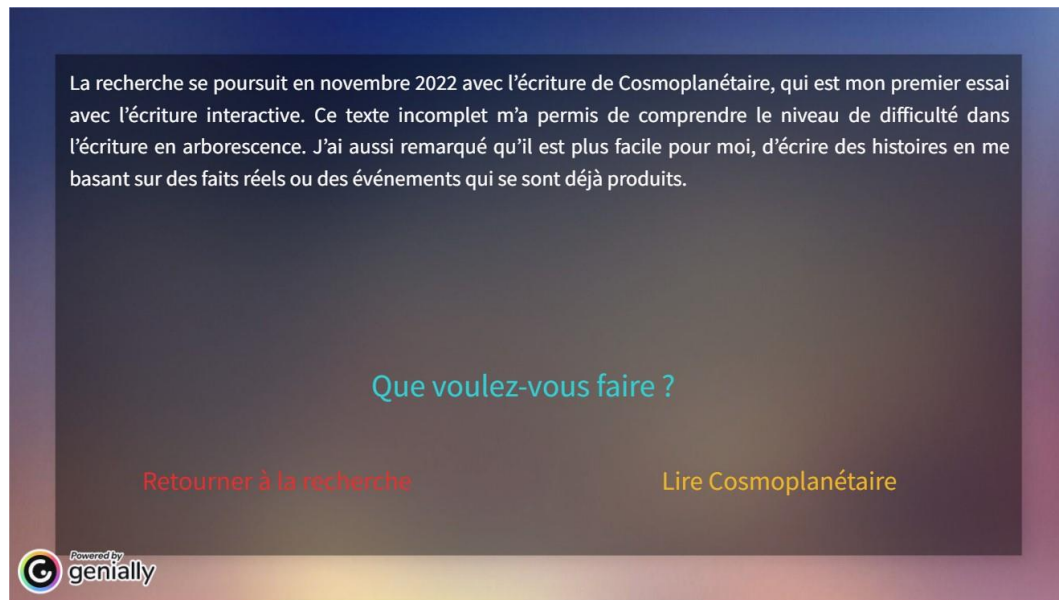 La recherche se poursuit en novembre 2022 avec l’écriture de Cosmoplanétaire, qui est mon premier essai
avec l’écriture interactive. Ce texte incomplet m’a permis de comprendre le niveau de difficulté dans
l’écriture en arborescence. J’ai aussi remarqué qu’il est plus facile pour moi, d’écrire des histoires en me
basant sur des faits réels ou des événements qui se sont déjà produits.
Que voulez-vous faire ?
Retourner à la recherche
Lire Cosmoplanétaire
Powered by
genially